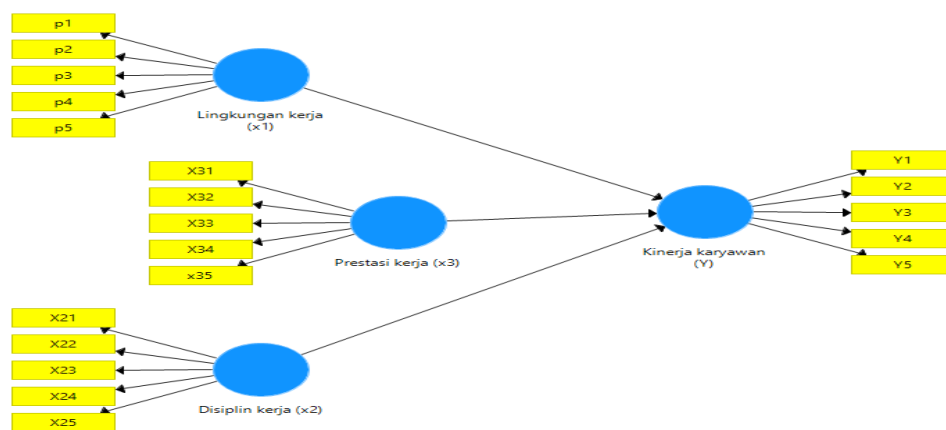 p1
p2
p3
p4
p5
Lingkungan kerja
(x1)
X31
X32
X33
X34
x35
Prestasi kerja (x3)
X21
X22
X23
X24
X25
Disiplin kerja (x2)
Kinerja karyawan
(Y)
Y1
Y2
Y3
Y4
Y5